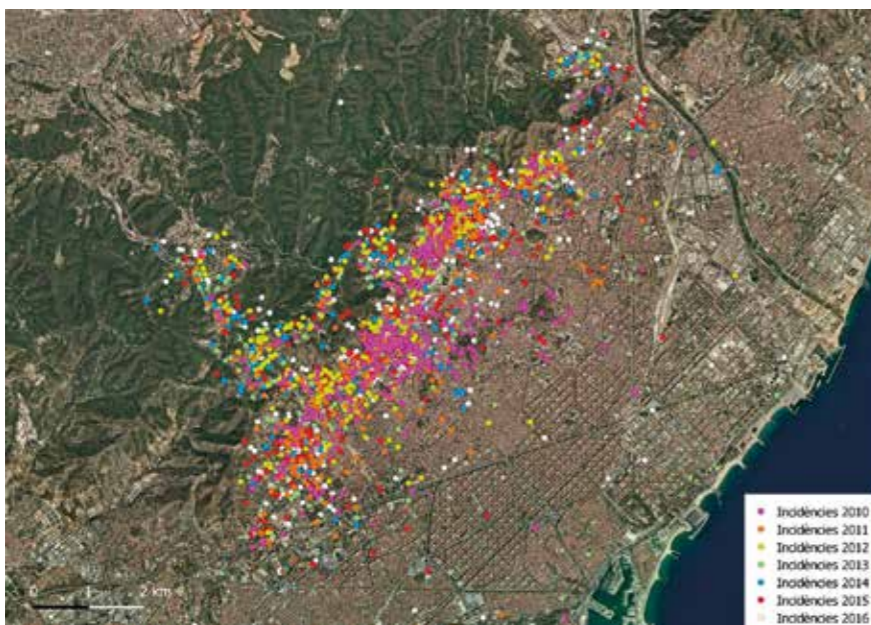 Incidències 2010
Incidències 2011
Incidències 2012
Incidències 2013
Incidències 2014
Incidències 2015
Incidències 2016
0 1 2 km